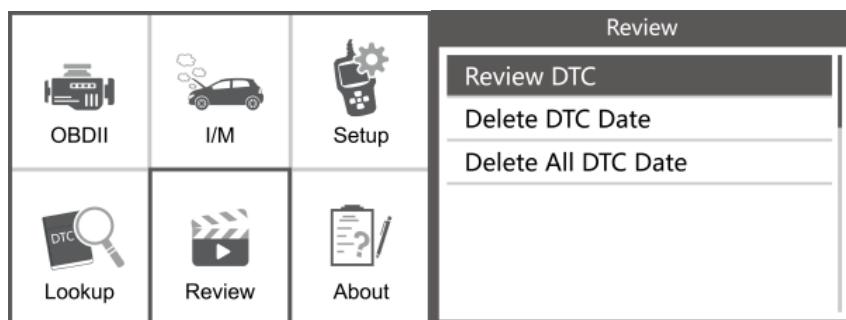 OBDII
I/M
Setup
DTC
Lookup
Review
About
Review
Review DTC
Delete DTC Date
Delete All DTC Date